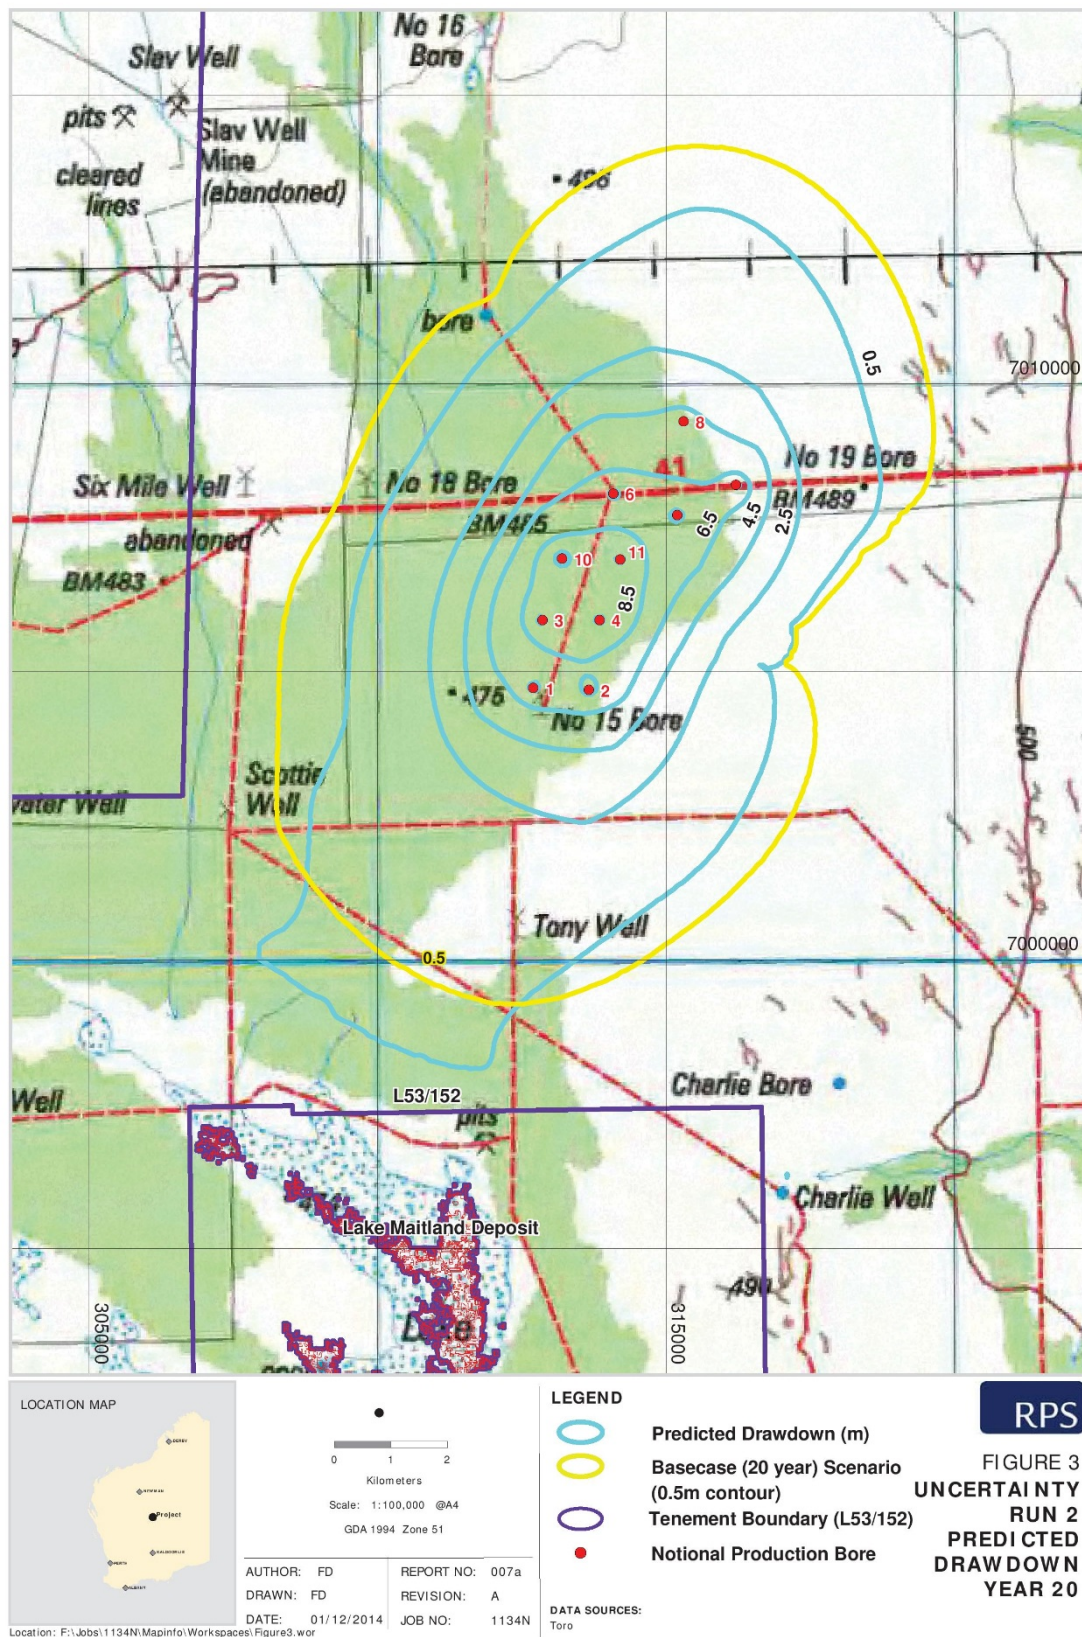 No 16
Bore
Slav Well
pits
Slav Well
Mine
(abandoned)
cleared
lines
496
bore
0.5
7010000
8
41
No 19 Bore
Six Mile Well
No 18 Bore
6
BM489
BM485
6.5
4.5
2.5
abandoned
10
11
BM483
8.5
3
4
1
2
475
No 15 Bore
500
Scottie
Well
water Well
Tony Well
0.5
7000000
Charlie Bore
Well
L53/152
pits
Charlie Well
474
Lake Maitland Deposit
490
305000
315000
LOCATION MAP
DERBY
NEWMAN
Project
KALGOORLIE
PERTH
ALBANY
0 1 2
Kilometers
Scale: 1:100,000 @A4
GDA 1994 Zone 51
AUTHOR: FD
REPORT NO: 007a
DRAWN: FD
REVISION: A
DATE: 01/12/2014
JOB NO: 1134N
LEGEND
Predicted Drawdown (m)
Basecase (20 year) Scenario
(0.5m contour)
Tenement Boundary (L53/152)
Notional Production Bore
DATA SOURCES:
Toro
RPS
FIGURE 3
UNCERTAINTY
RUN 2
PREDICTED
DRAWDOWN
YEAR 20
Location: F:\Jobs\1134N\Mapinfo\Workspaces\Figure3.wor